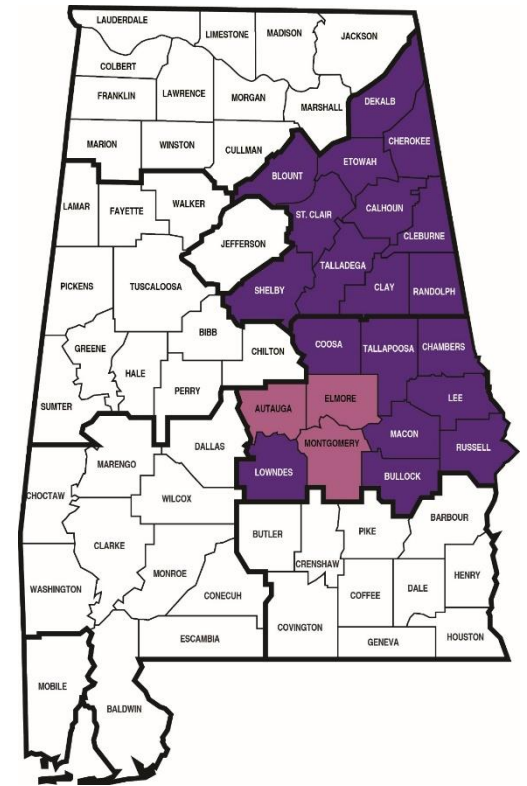 LAUDERDALE
LIMESTONE
MADISON
JACKSON
COLBERT
FRANKLIN
LAWRENCE
MORGAN
MARSHALL
DEKALB
CHEROKEE
MARION
WINSTON
CULLMAN
BLOUNT
ETOWAH
LAMAR
FAYETTE
WALKER
ST. CLAIR
CALHOUN
CLEBURNE
JEFFERSON
TALLADEGA
PICKENS
TUSCALOOSA
SHELBY
CLAY
RANDOLPH
BIBB
GREENE
HALE
CHILTON
COOSA
TALLAPOOSA
CHAMBERS
PERRY
SUMTER
AUTAUGA
ELMORE
LEE
MACON
MONTGOMERY
RUSSELL
DALLAS
MARENGO
LOWNDES
BULLOCK
CHOCTAW
WILCOX
BARBOUR
BUTLER
PIKE
CLARKE
CRENSHAW
MONROE
HENRY
WASHINGTON
CONECUH
COFFEE
DALE
COVINGTON
ESCAMBIA
GENEVA
HOUSTON
MOBILE
BALDWIN